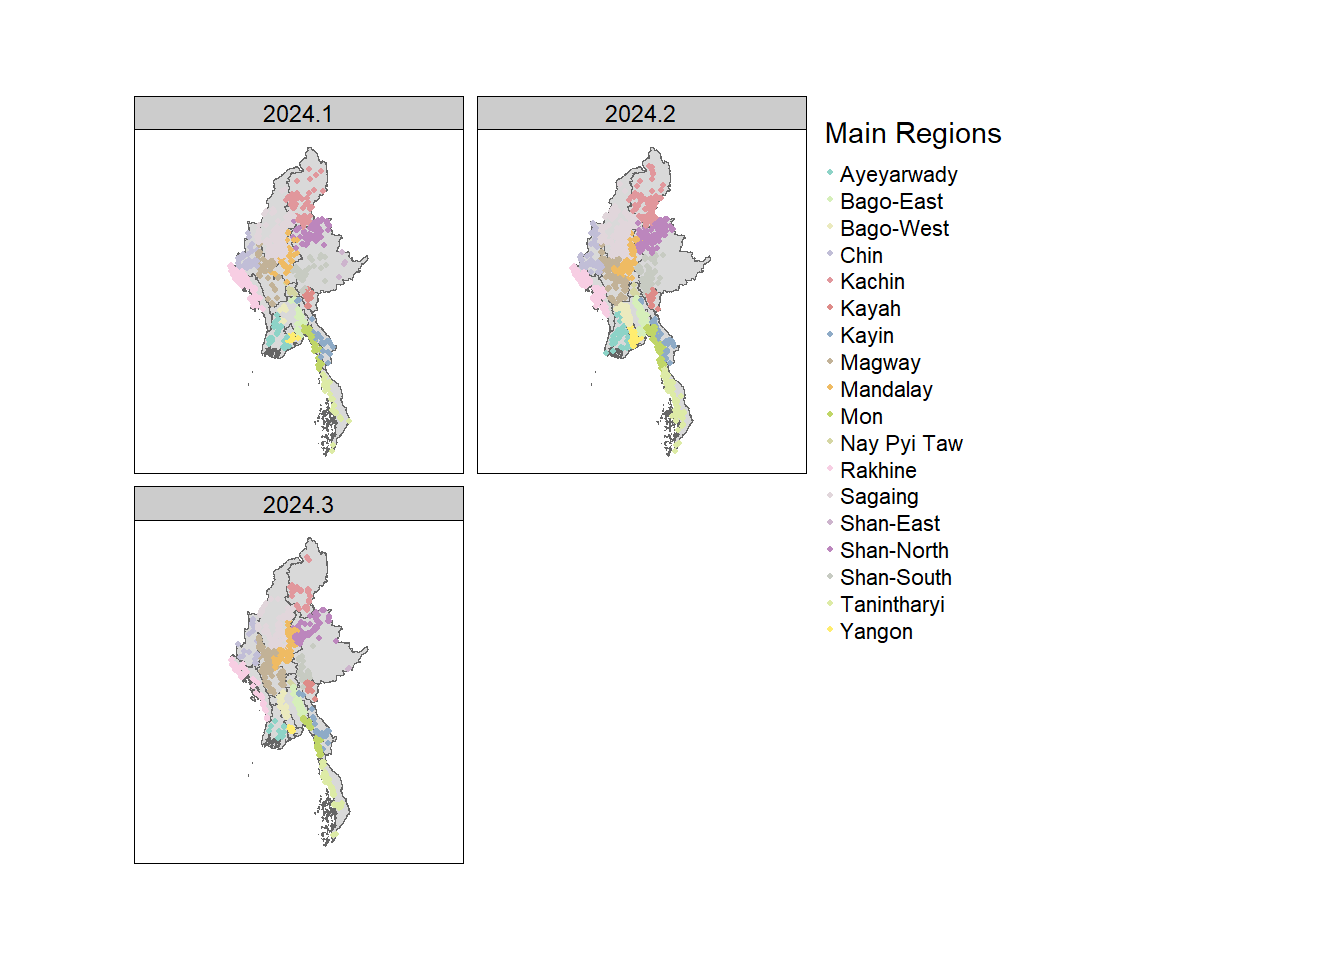 2024.1
2024.2
2024.3
Main Regions
Ayeyarwady
Bago-East
Bago-West
Chin
Kachin
Kayah
Kayin
Magway
Mandalay
Mon
Nay Pyi Taw
Rakhine
Sagaing
Shan-East
Shan-North
Shan-South
Tanintharyi
Yangon